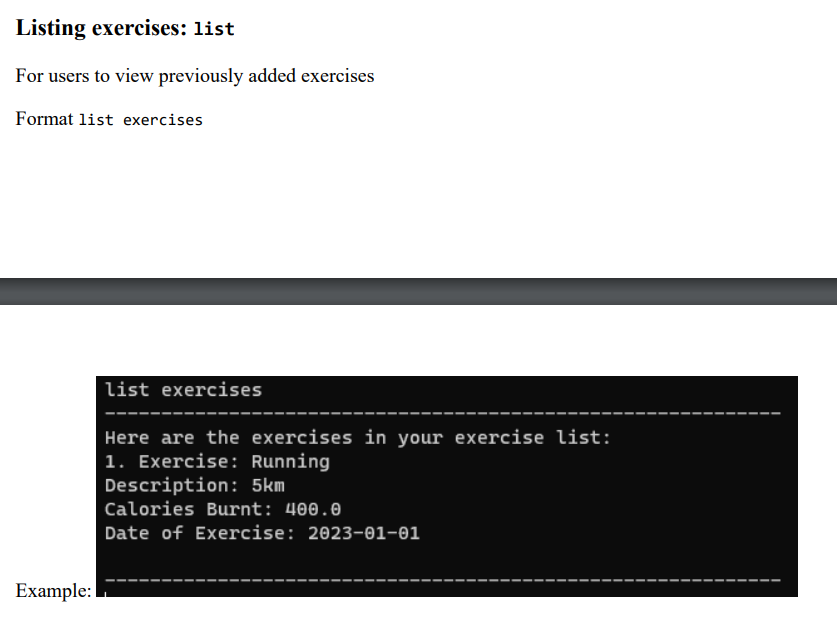 Listing exercises: list
For users to view previously added exercises
Format list exercises
list exercises
------------------------------------------------------------
Here are the exercises in your exercise list:
1. Exercise: Running
Description: 5km
Calories Burnt: 400.0
Date of Exercise: 2023-01-01
------------------------------------------------------------
Example: